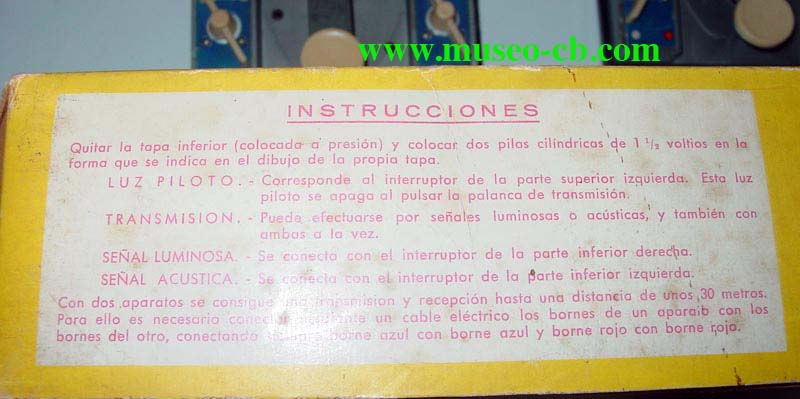 www.museo-cb.com
INSTRUCCIONES
Quitar la tapa inferior (colocada a presión) y colocar dos pilas cilíndricas de 1 1/2 voltios en la
forma que se indica en el dibujo de la propia tapa.
LUZ PILOTO. - Corresponde al interruptor de la parte superior izquierda. Esta luz
piloto se apaga al pulsar la palanca de transmisión.
TRANSMISION. - Puede efectuarse por señales luminosas o acústicas, y también con
ambas a la vez.
SEÑAL LUMINOSA. - Se conecta con el interruptor de la parte inferior derecha.
SEÑAL ACUSTICA. - Se conecta con el interruptor de la parte inferior izquierda.
Con dos aparatos se consigue una transmision y recepción hasta una distancia de unos 30 metros.
Para ello es necesario conectar mediante un cable eléctrico los bornes de un aparato con los
bornes del otro, conectando borne azul con borne azul y borne rojo con borne rojo.